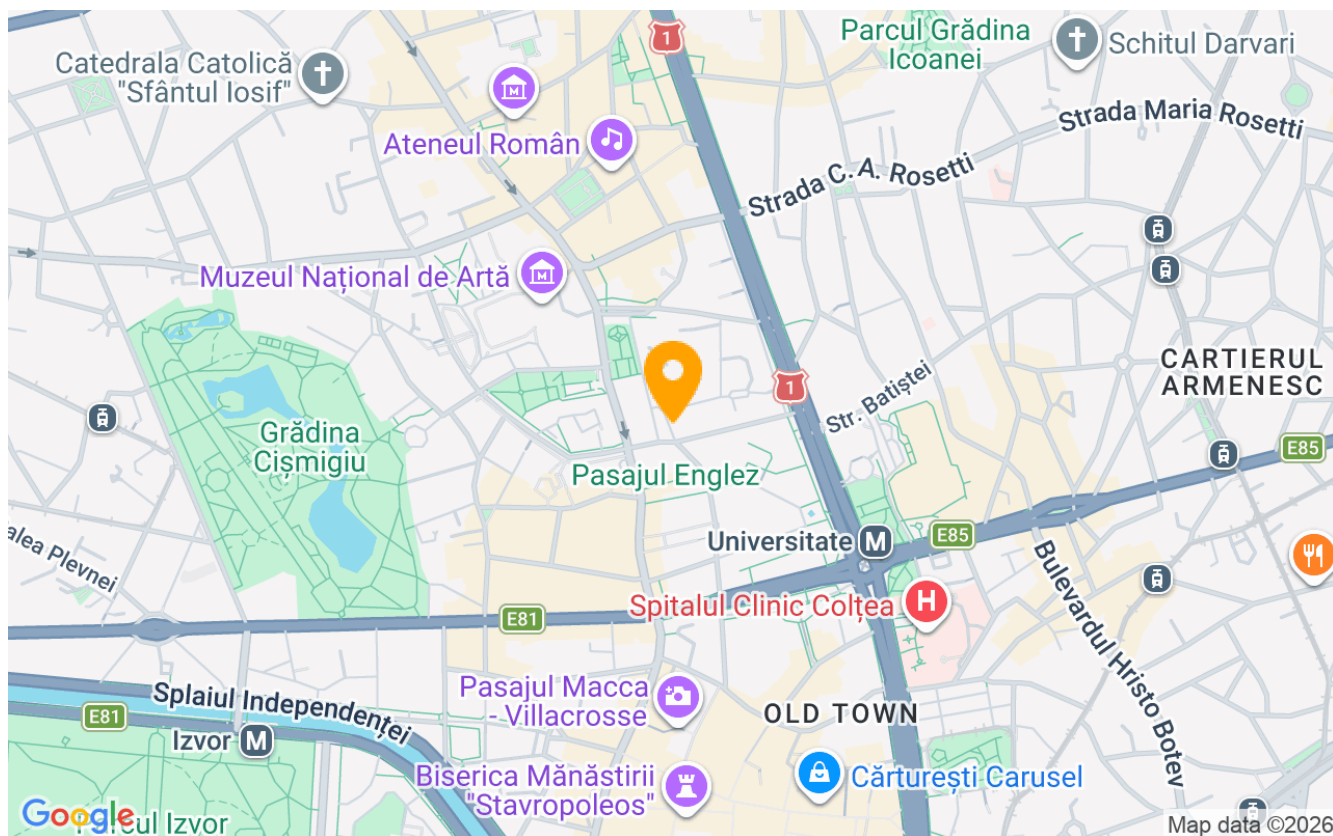 1
Parcul Grădina
Icoanei
Schitul Darvari
Catedrala Catolică
"Sfântul Iosif"
M
Ateneul Român
Strada Maria Rosetti
Strada C. A. Rosetti
Muzeul Național de Artă
M
CARTIERUL
ARMENESC
1
Str. Batiștei
Grădina
Cișmigiu
Pasajul Englez
E85
alea Plevnei
Universitate M
E85
Bulevardul Hristo Botev
Spitalul Clinic Colțea H
E81
Pasajul Macca
- Villacrosse
OLD TOWN
Splaiul Independenței
E81
Izvor M
Biserica Mănăstirii
"Stavropoleos"
Cărturești Carusel
Google
Parcul Izvor
Map data ©2026